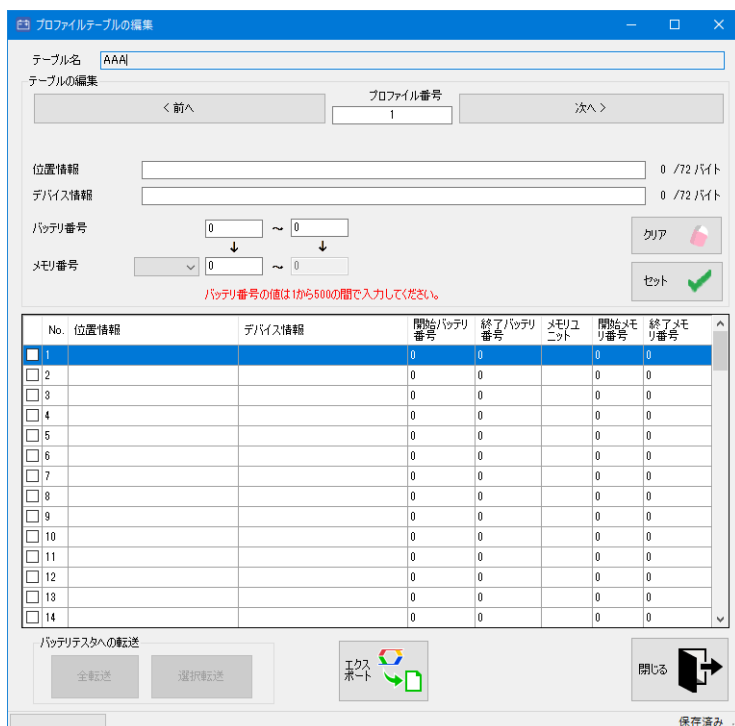 プロファイルテーブルの編集
テーブル名 AAA
テーブルの編集
< 前へ
プロファイル番号
1
次へ >
位置情報 0 /72 バイト
デバイス情報 0 /72 バイト
バッテリ番号 0 ～ 0
↓ ↓
クリア
メモリ番号 0 ～ 0
セット
バッテリ番号の値は1から500の間で入力してください。
No. 位置情報 デバイス情報 開始バッテリ番号 終了バッテリ番号 メモリユニット 開始メモリ番号 終了メモリ番号
1 0 0 0 0
2 0 0 0 0
3 0 0 0 0
4 0 0 0 0
5 0 0 0 0
6 0 0 0 0
7 0 0 0 0
8 0 0 0 0
9 0 0 0 0
10 0 0 0 0
11 0 0 0 0
12 0 0 0 0
13 0 0 0 0
14 0 0 0 0
バッテリテスタへの転送
全転送 選択転送
エクスポート
閉じる
保存済み